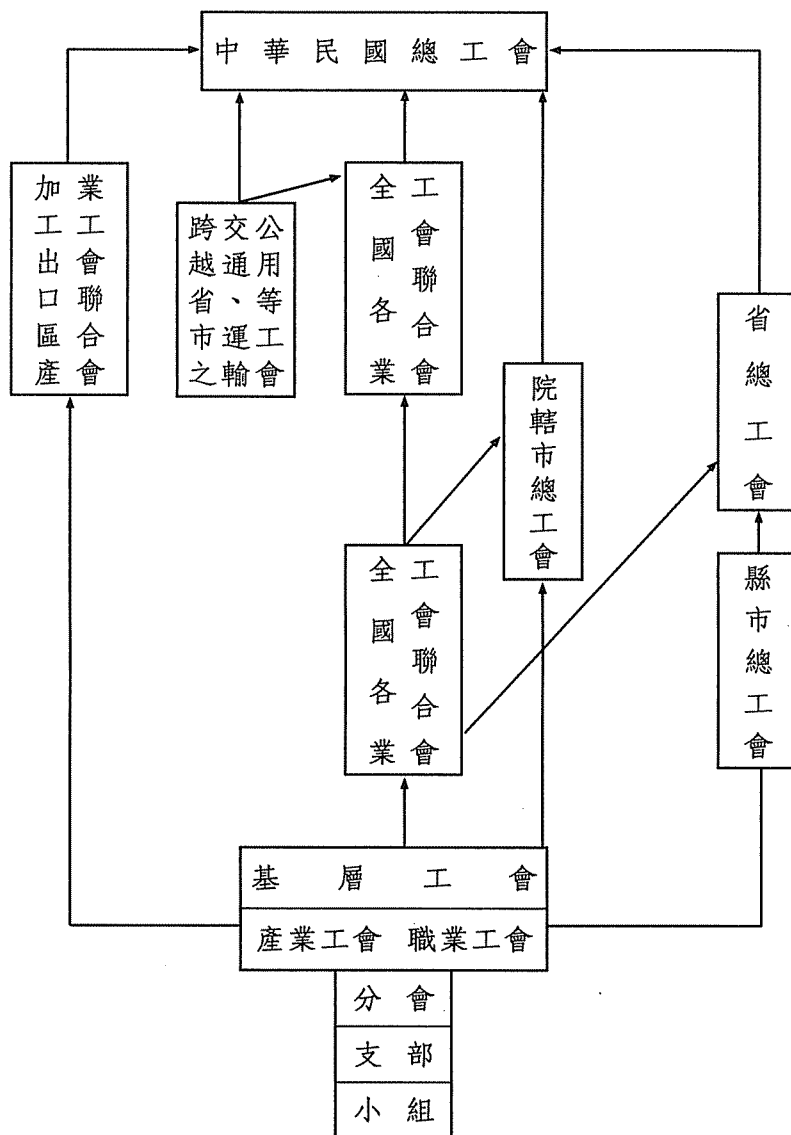 中華民國總工會
加工出口區產
業工會聯合會
跨越省市之
交通、運輸
公用等工會
全國各業
工會聯合會
院轄市總工會
省總工會
全國各業
工會聯合會
縣市總工會
基層工會
產業工會 職業工會
分會
支部
小組